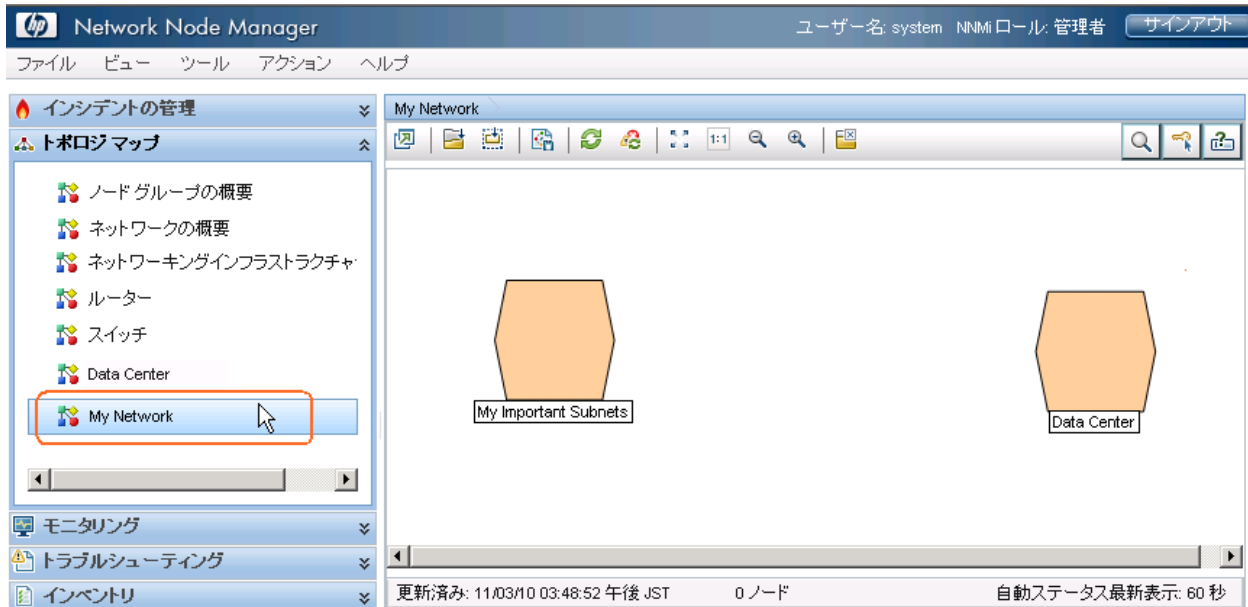 hp Network Node Manager
ユーザー名: system NNMi ロール: 管理者 サインアウト
ファイル ビュー ツール アクション ヘルプ
インシデントの管理
トポロジ マップ
ノード グループの概要
ネットワークの概要
ネットワーキングインフラストラクチャ
ルーター
スイッチ
Data Center
My Network
モニタリング
トラブルシューティング
インベントリ
My Network
1:1
My Important Subnets
Data Center
更新済み: 11/03/10 03:48:52 午後 JST 0 ノード 自動ステータス最新表示: 60 秒